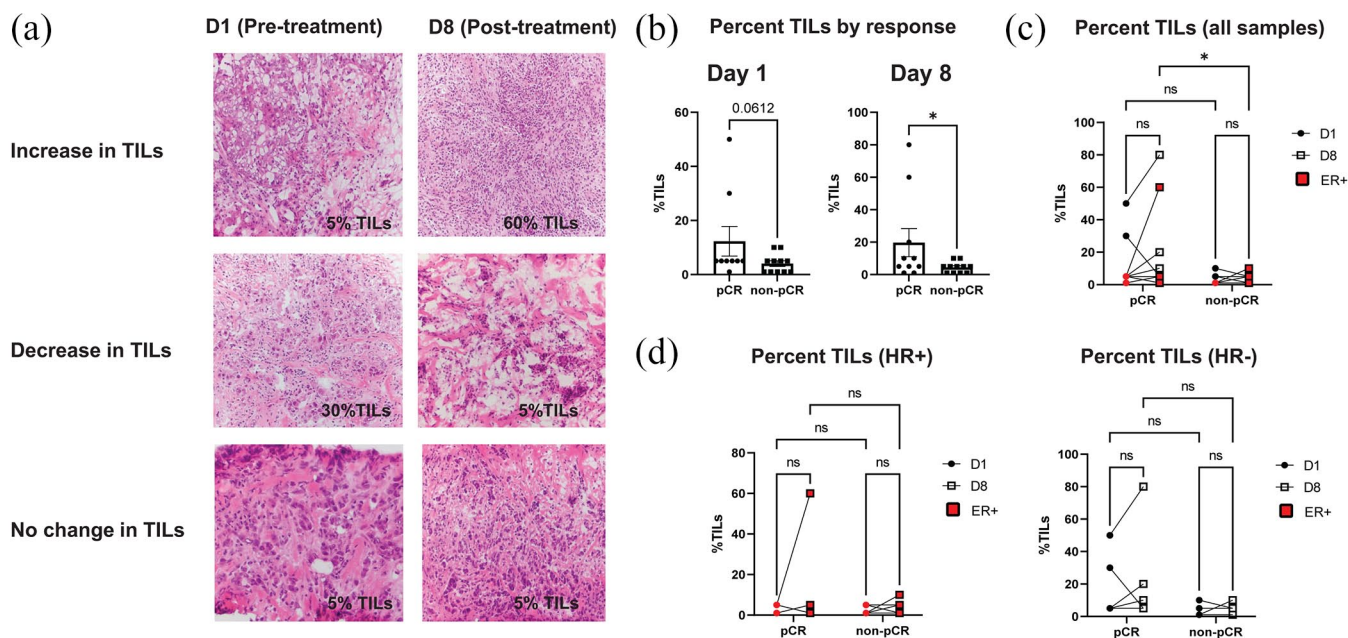 (a)
D1 (Pre-treatment)
D8 (Post-treatment)
Increase in TILs
5% TILs
60% TILs
Decrease in TILs
30%TILs
5%TILs
No change in TILs
5% TILs
5% TILs
(b)
Percent TILs by response
Day 1
60
40
20
0
%TILs
0.0612
pCR
non-pCR
Day 8
100
80
60
40
20
0
%TILs
*
pCR
non-pCR
(c)
Percent TILs (all samples)
*
ns
ns
ns
100
80
60
40
20
0
%TILs
pCR
non-pCR
D1
D8
ER+
(d)
Percent TILs (HR+)
ns
ns
ns
ns
80
60
40
20
0
%TILs
pCR
non-pCR
D1
D8
ER+
Percent TILs (HR-)
ns
ns
ns
ns
100
80
60
40
20
0
%TILs
pCR
non-pCR
D1
D8
ER+